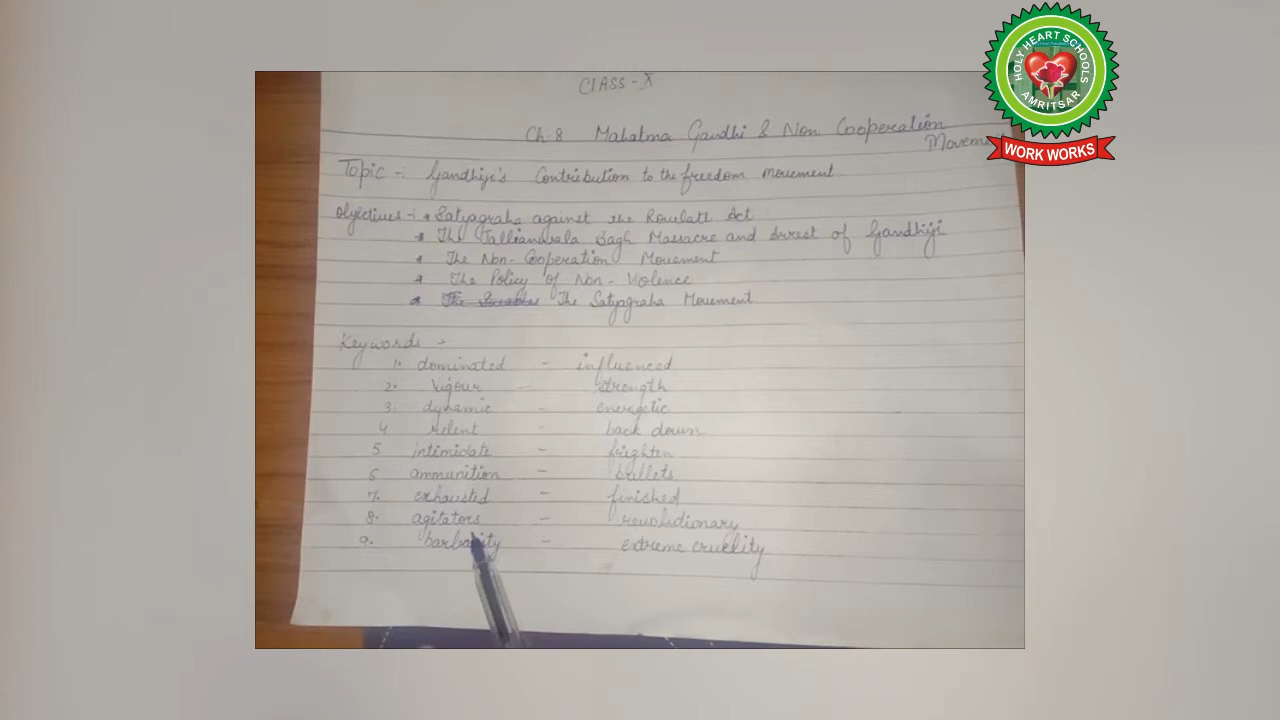 HOLY HEART SCHOOLS
AMRITSAR
WORK WORKS
CLASS - X
Ch. 8 Mahatma Gandhi & Non Cooperation
Movement
Topic :- Gandhiji's Contribution to the freedom movement
Objectives :- * Satyagraha against the Rowlatt Act
* The Jallianwala Bagh Massacre and Arrest of Gandhiji
* The Non-Cooperation Movement
* The Policy of Non-Violence
* The Satyagraha Movement
Keywords :-
1. dominated - influenced
2. Vigour - strength
3. dynamic - energetic
4 relent - back down
5 intimidate - frighten
6 ammunition - bullets
7. exhausted - finished
8. agitators - revolutionary
9. barbarity - extreme cruelity